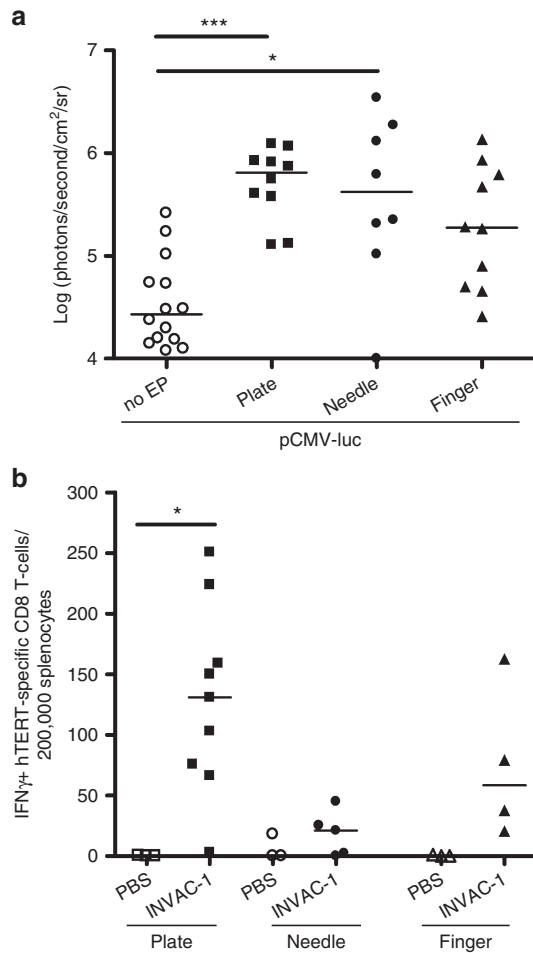 a
***
*
7
6
5
4
Log (photons/second/cm²/sr)
no EP
Plate
Needle
Finger
pCMV-luc
b
*
300
250
200
150
100
50
0
IFNγ+ hTERT-specific CD8 T-cells/
200,000 splenocytes
PBS
INVAC-1
PBS
INVAC-1
PBS
INVAC-1
Plate
Needle
Finger